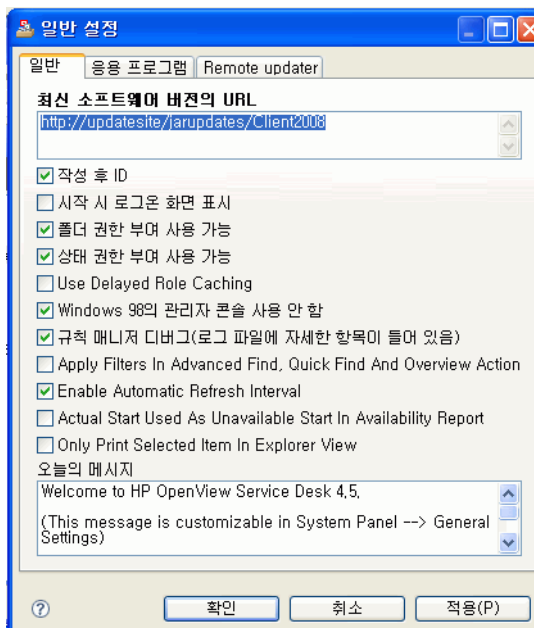 일반 설정
일반 응용 프로그램 Remote updater
최신 소프트웨어 버전의 URL
http://updatesite/jarupdates/Client2008
작성 후 ID
시작 시 로그온 화면 표시
폴더 권한 부여 사용 가능
상태 권한 부여 사용 가능
Use Delayed Role Caching
Windows 98의 관리자 콘솔 사용 안 함
규칙 매니저 디버그(로그 파일에 자세한 항목이 들어 있음)
Apply Filters In Advanced Find, Quick Find And Overview Action
Enable Automatic Refresh Interval
Actual Start Used As Unavailable Start In Availability Report
Only Print Selected Item In Explorer View
오늘의 메시지
Welcome to HP OpenView Service Desk 4.5.
(This message is customizable in System Panel --> General
Settings)
? 확인 취소 적용(P)